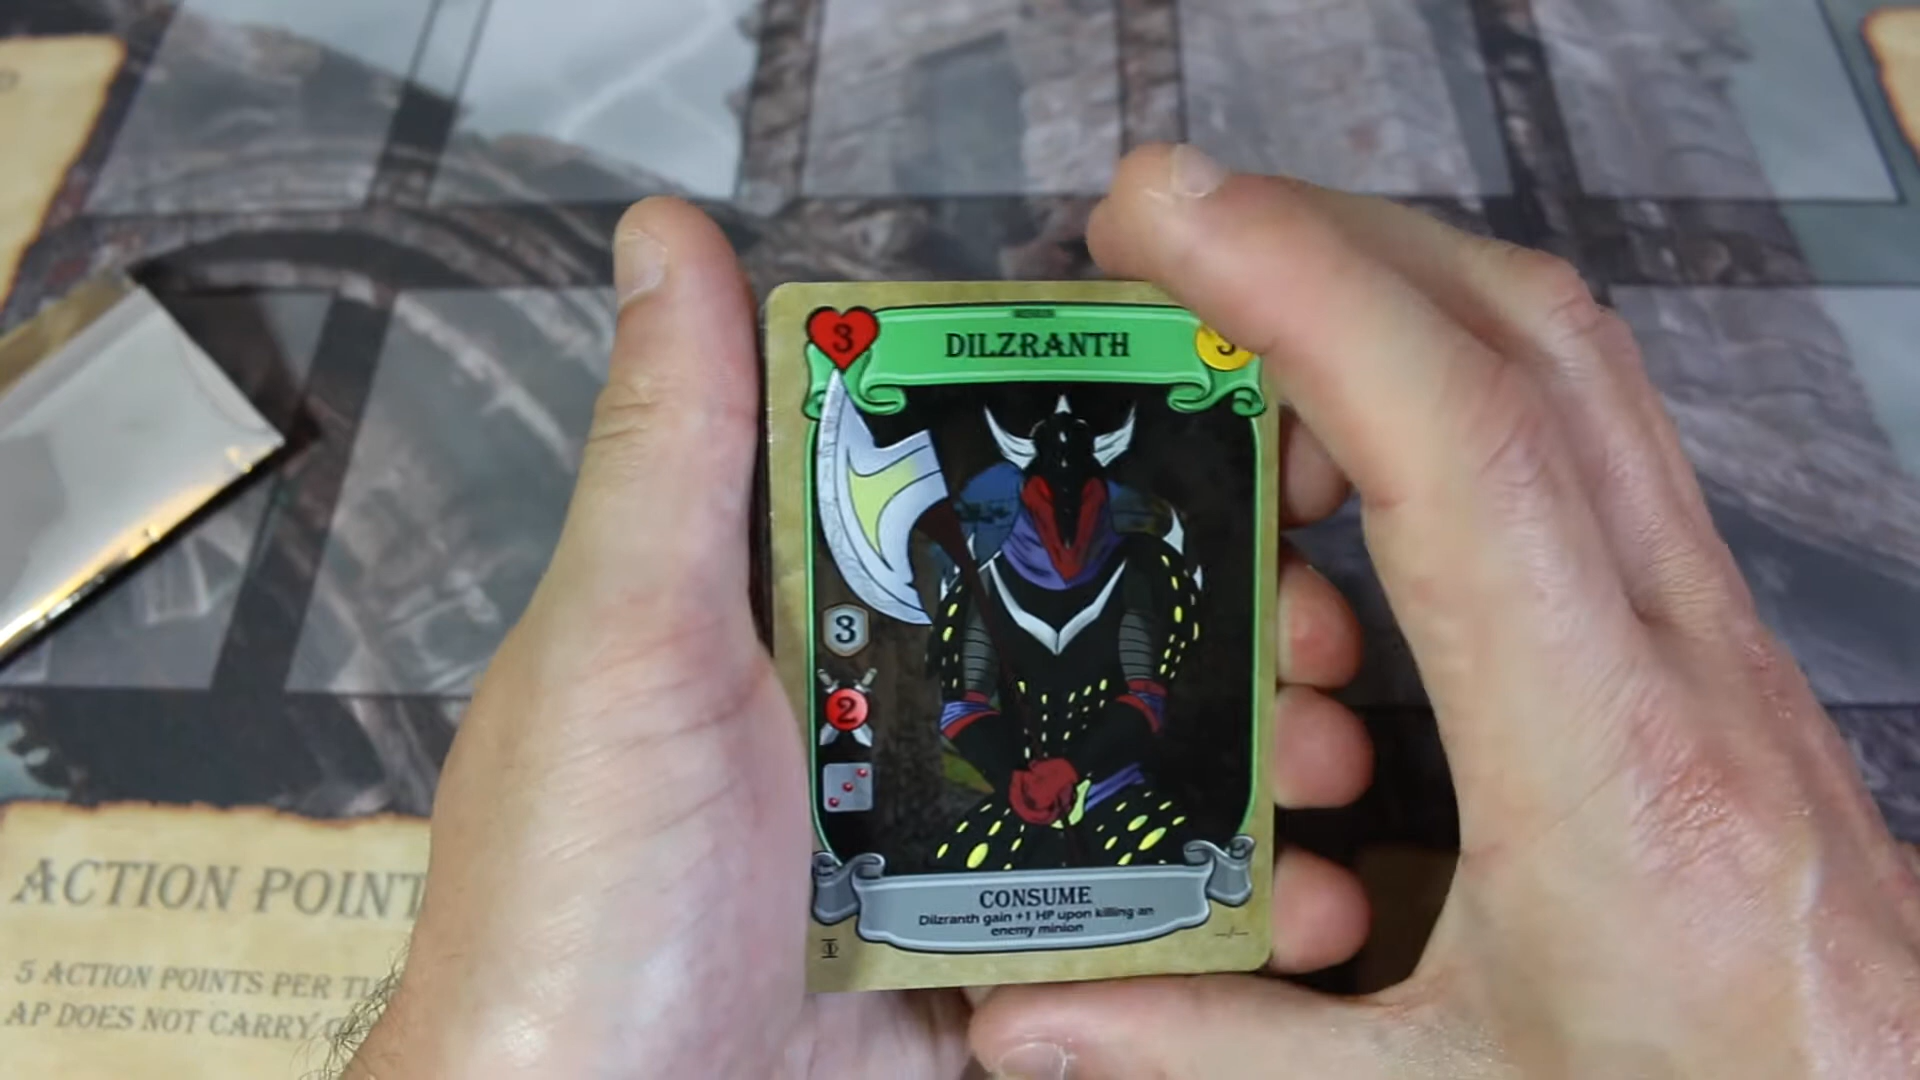 3
DILZRANTH
3
2
CONSUME
Dilzranth gain +1 HP upon killing an
enemy minion
ACTION POINT
5 ACTION POINTS PER TU
AP DOES NOT CARRY